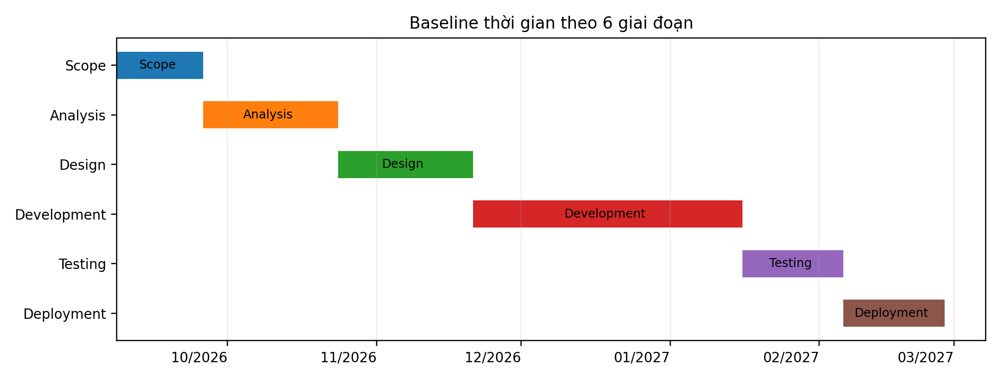 Baseline thời gian theo 6 giai đoạn
Scope Scope
Analysis Analysis
Design Design
Development Development
Testing Testing
Deployment Deployment
10/2026 11/2026 12/2026 01/2027 02/2027 03/2027